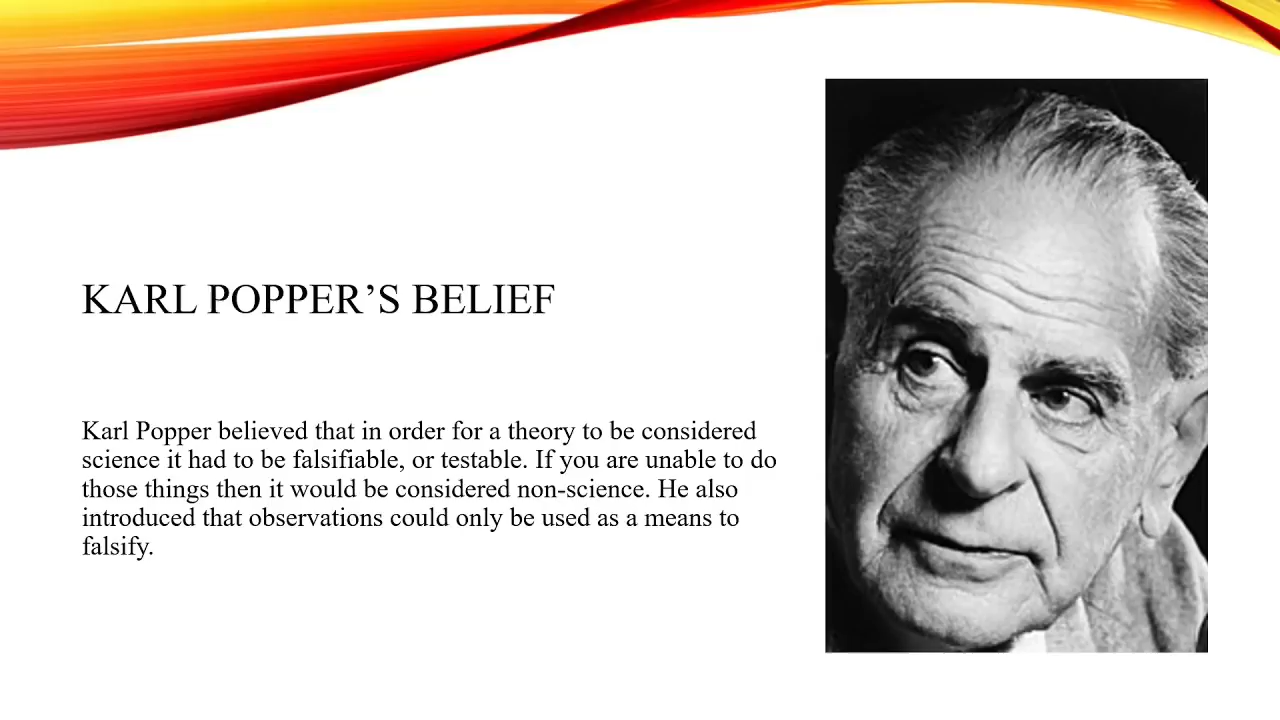 KARL POPPER’S BELIEF
Karl Popper believed that in order for a theory to be considered
science it had to be falsifiable, or testable. If you are unable to do
those things then it would be considered non-science. He also
introduced that observations could only be used as a means to
falsify.